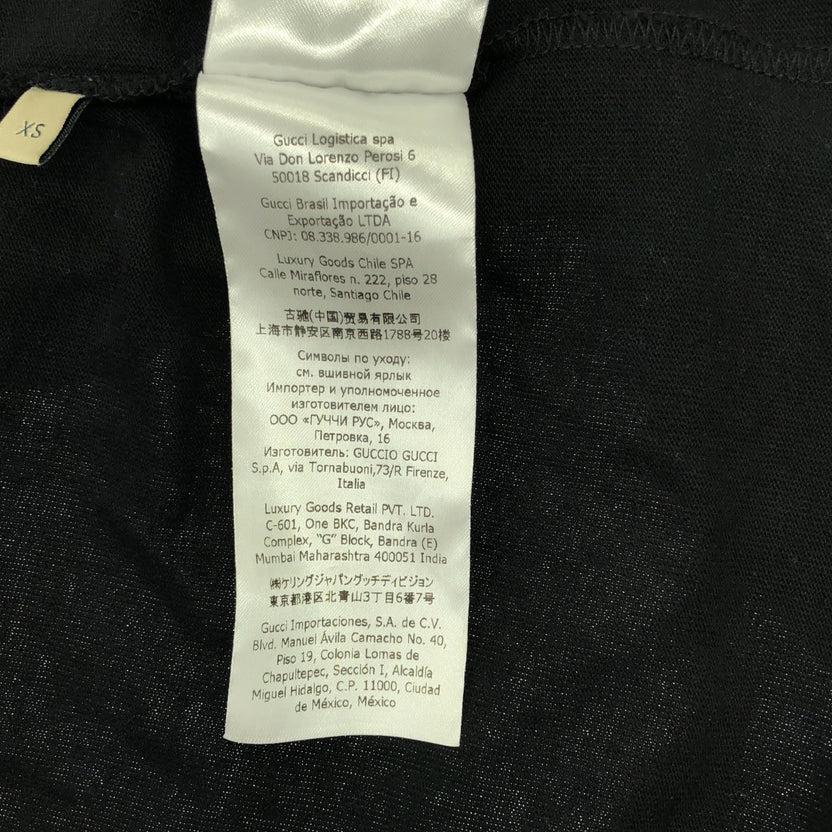 XS
Gucci Logistica spa
Via Don Lorenzo Perosi 6
50018 Scandicci (FI)
Gucci Brasil Importação e
Exportação LTDA
CNPJ: 08.338.986/0001-16
Luxury Goods Chile SPA
Calle Miraflores n. 222, piso 28
norte, Santiago Chile
古驰(中国)贸易有限公司
上海市静安区南京西路1788号20楼
Символы по уходу:
см. вшивной ярлык
Импортер и уполномоченное
изготовителем лицо:
ООО «ГУЧЧИ РУС», Москва,
Петровка, 16
Изготовитель: GUCCIO GUCCI
S.p.A, via Tornabuoni,73/R Firenze,
Italia
Luxury Goods Retail PVT. LTD.
C-601, One BKC, Bandra Kurla
Complex, "G" Block, Bandra (E)
Mumbai Maharashtra 400051 India
㈱ケリングジャパングッチディビジョン
東京都港区北青山3丁目6番7号
Gucci Importaciones, S.A. de C.V.
Blvd. Manuel Ávila Camacho No. 40,
Piso 19, Colonia Lomas de
Chapultepec, Sección I, Alcaldía
Miguel Hidalgo, C.P. 11000, Ciudad
de México, México